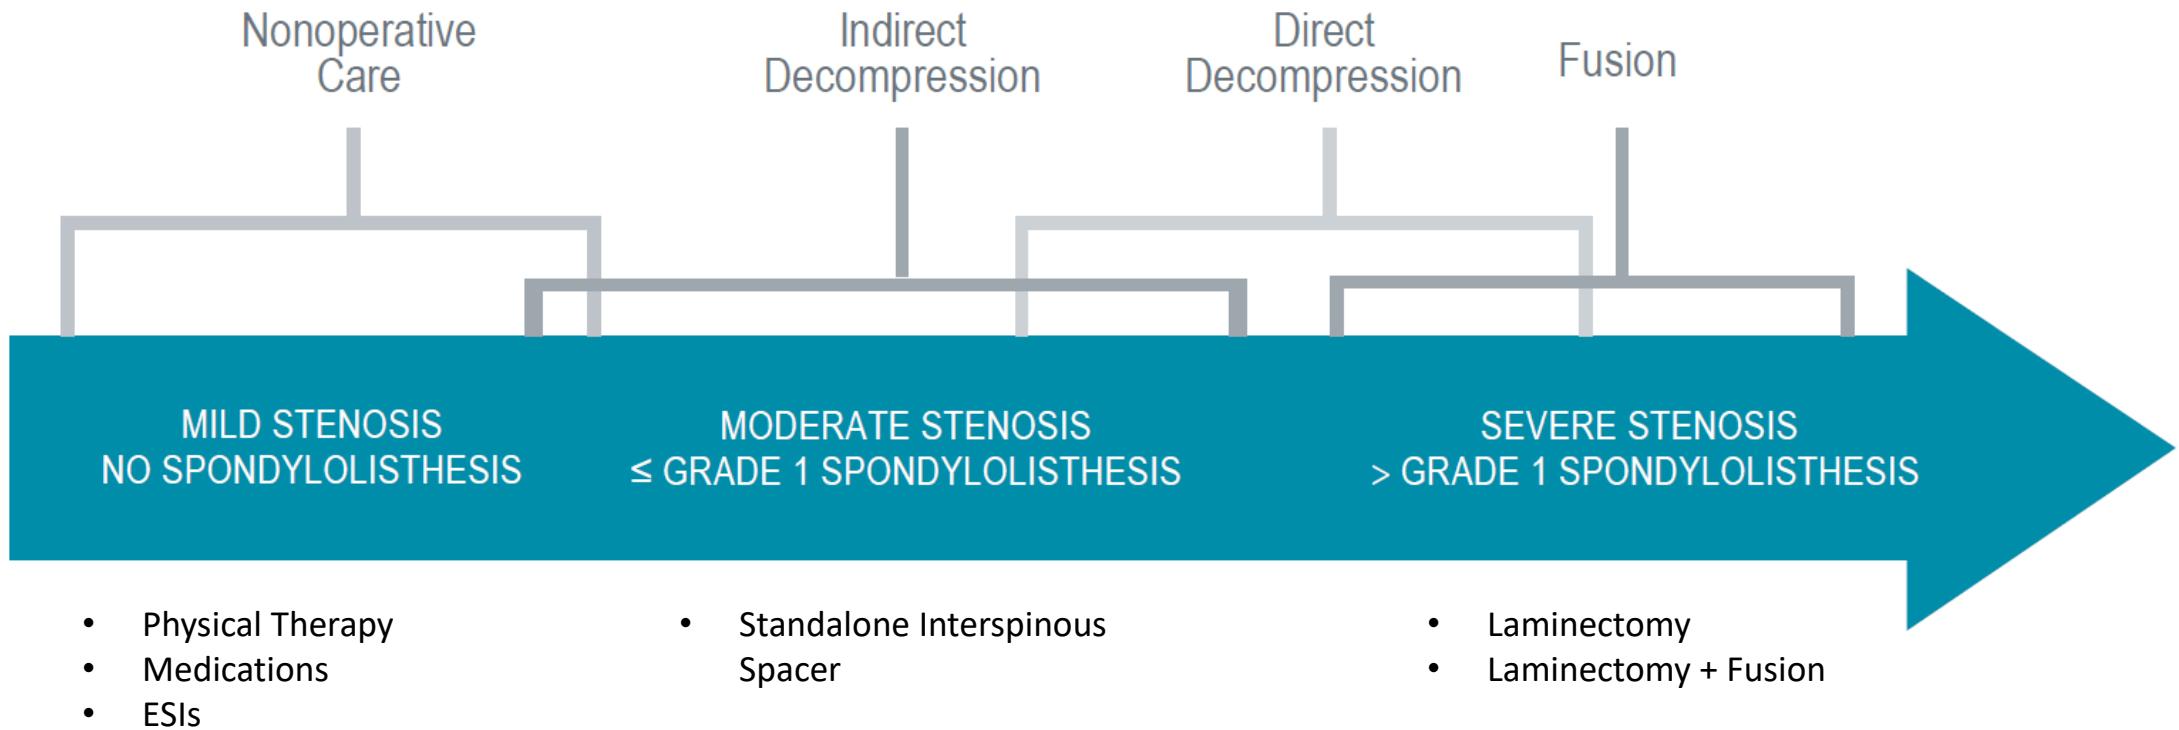 Nonoperative
Care
Indirect
Decompression
Direct
Decompression
Fusion
MILD STENOSIS
NO SPONDYLOLISTHESIS
MODERATE STENOSIS
≤ GRADE 1 SPONDYLOLISTHESIS
SEVERE STENOSIS
> GRADE 1 SPONDYLOLISTHESIS
• Physical Therapy
• Medications
• ESIs
• Standalone Interspinous
Spacer
• Laminectomy
• Laminectomy + Fusion